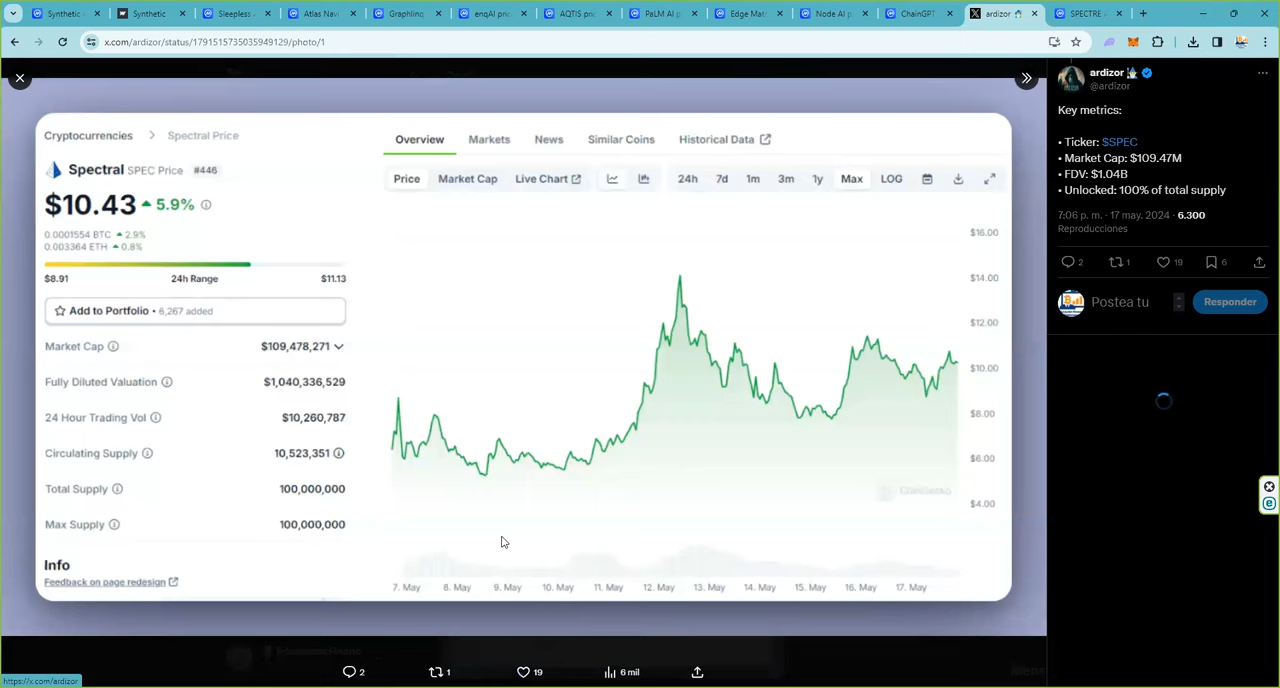 Synthetic
Synthetic
Sleepless
Atlas Navi
Graphlinq
enqAI pric
AQTIS pric
PaLM AI p
Edge Matr
Node AI p
ChainGPT
ardizor
SPECTRE
x.com/ardizor/status/1791515735035949129/photo/1
Cryptocurrencies > Spectral Price
Spectral SPEC Price #446
$10.43 ▲ 5.9%
0.0001554 BTC ▲ 2.9%
0.003364 ETH ▲ 0.8%
$8.91 24h Range $11.13
Add to Portfolio • 6,267 added
Market Cap $109,478,271
Fully Diluted Valuation $1,040,336,529
24 Hour Trading Vol $10,260,787
Circulating Supply 10,523,351
Total Supply 100,000,000
Max Supply 100,000,000
Info
Feedback on page redesign
Overview Markets News Similar Coins Historical Data
Price Market Cap Live Chart 24h 7d 1m 3m 1y Max LOG
$16.00
$14.00
$12.00
$10.00
$8.00
$6.00
$4.00
CoinGecko
7. May 8. May 9. May 10. May 11. May 12. May 13. May 14. May 15. May 16. May 17. May
2 1 19 6 mil
ardizor
@ardizor
Key metrics:
• Ticker: $SPEC
• Market Cap: $109.47M
• FDV: $1.04B
• Unlocked: 100% of total supply
7:06 p. m. · 17 may. 2024 · 6.300
Reproducciones
2 1 19 6
Postea tu
Responder
https://x.com/ardizor